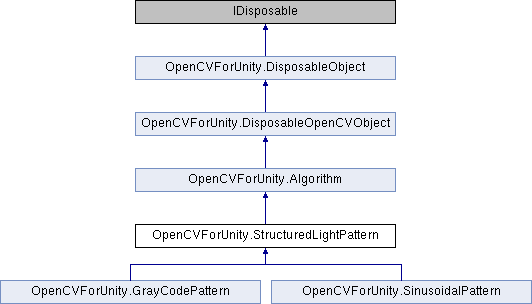 IDisposable
OpenCVForUnity.DisposableObject
OpenCVForUnity.DisposableOpenCVObject
OpenCVForUnity.Algorithm
OpenCVForUnity.StructuredLightPattern
OpenCVForUnity.GrayCodePattern
OpenCVForUnity.SinusoidalPattern